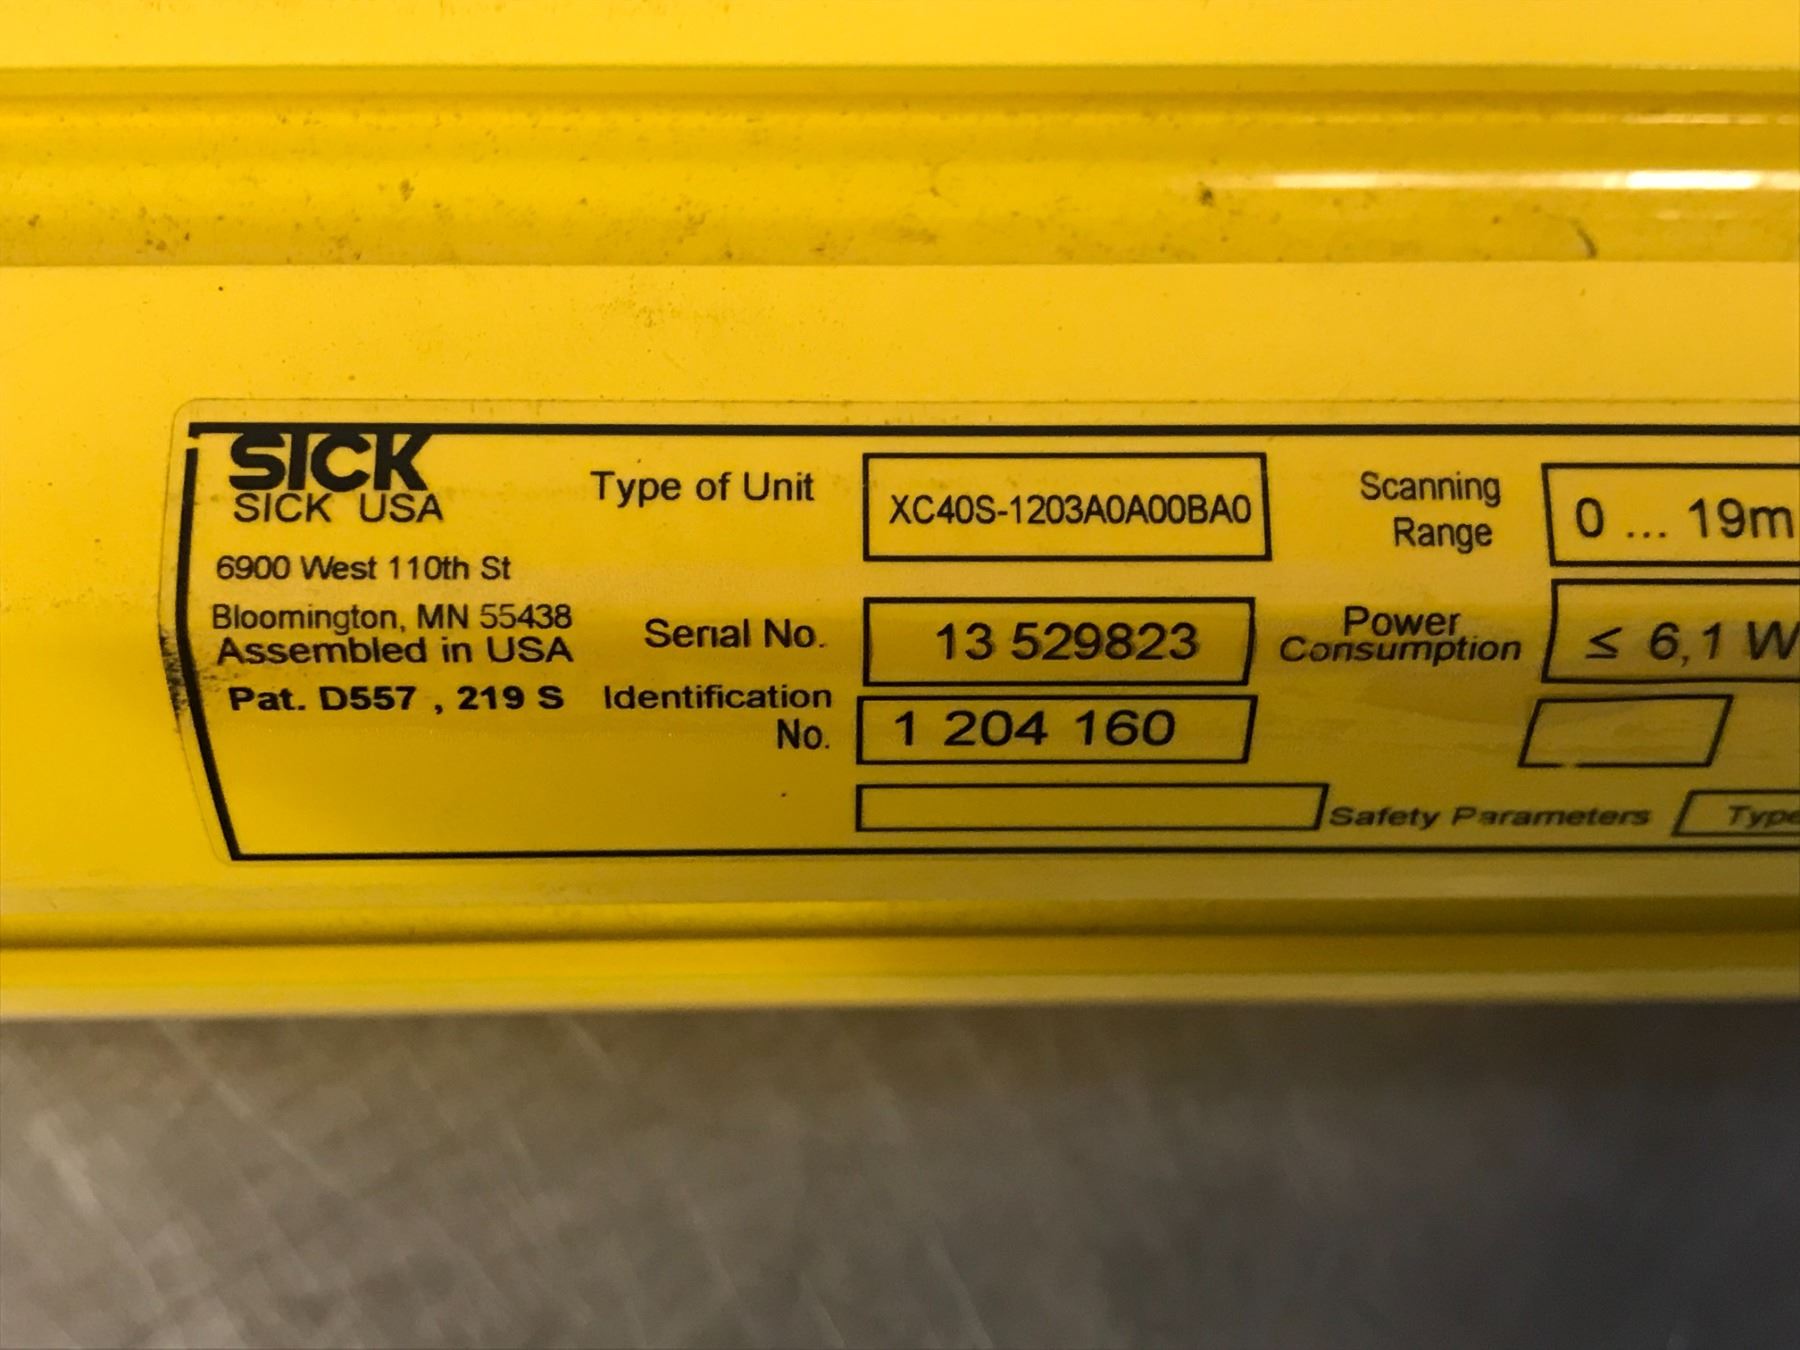 SICK
SICK USA
6900 West 110th St
Bloomington, MN 55438
Assembled in USA
Pat. D557 , 219 S
Type of Unit
XC40S-1203A0A00BA0
Serial No.
13 529823
Identification
No.
1 204 160
Scanning
Range
0 ... 19m
Power
Consumption
≤ 6,1 W
Safety Parameters
Type